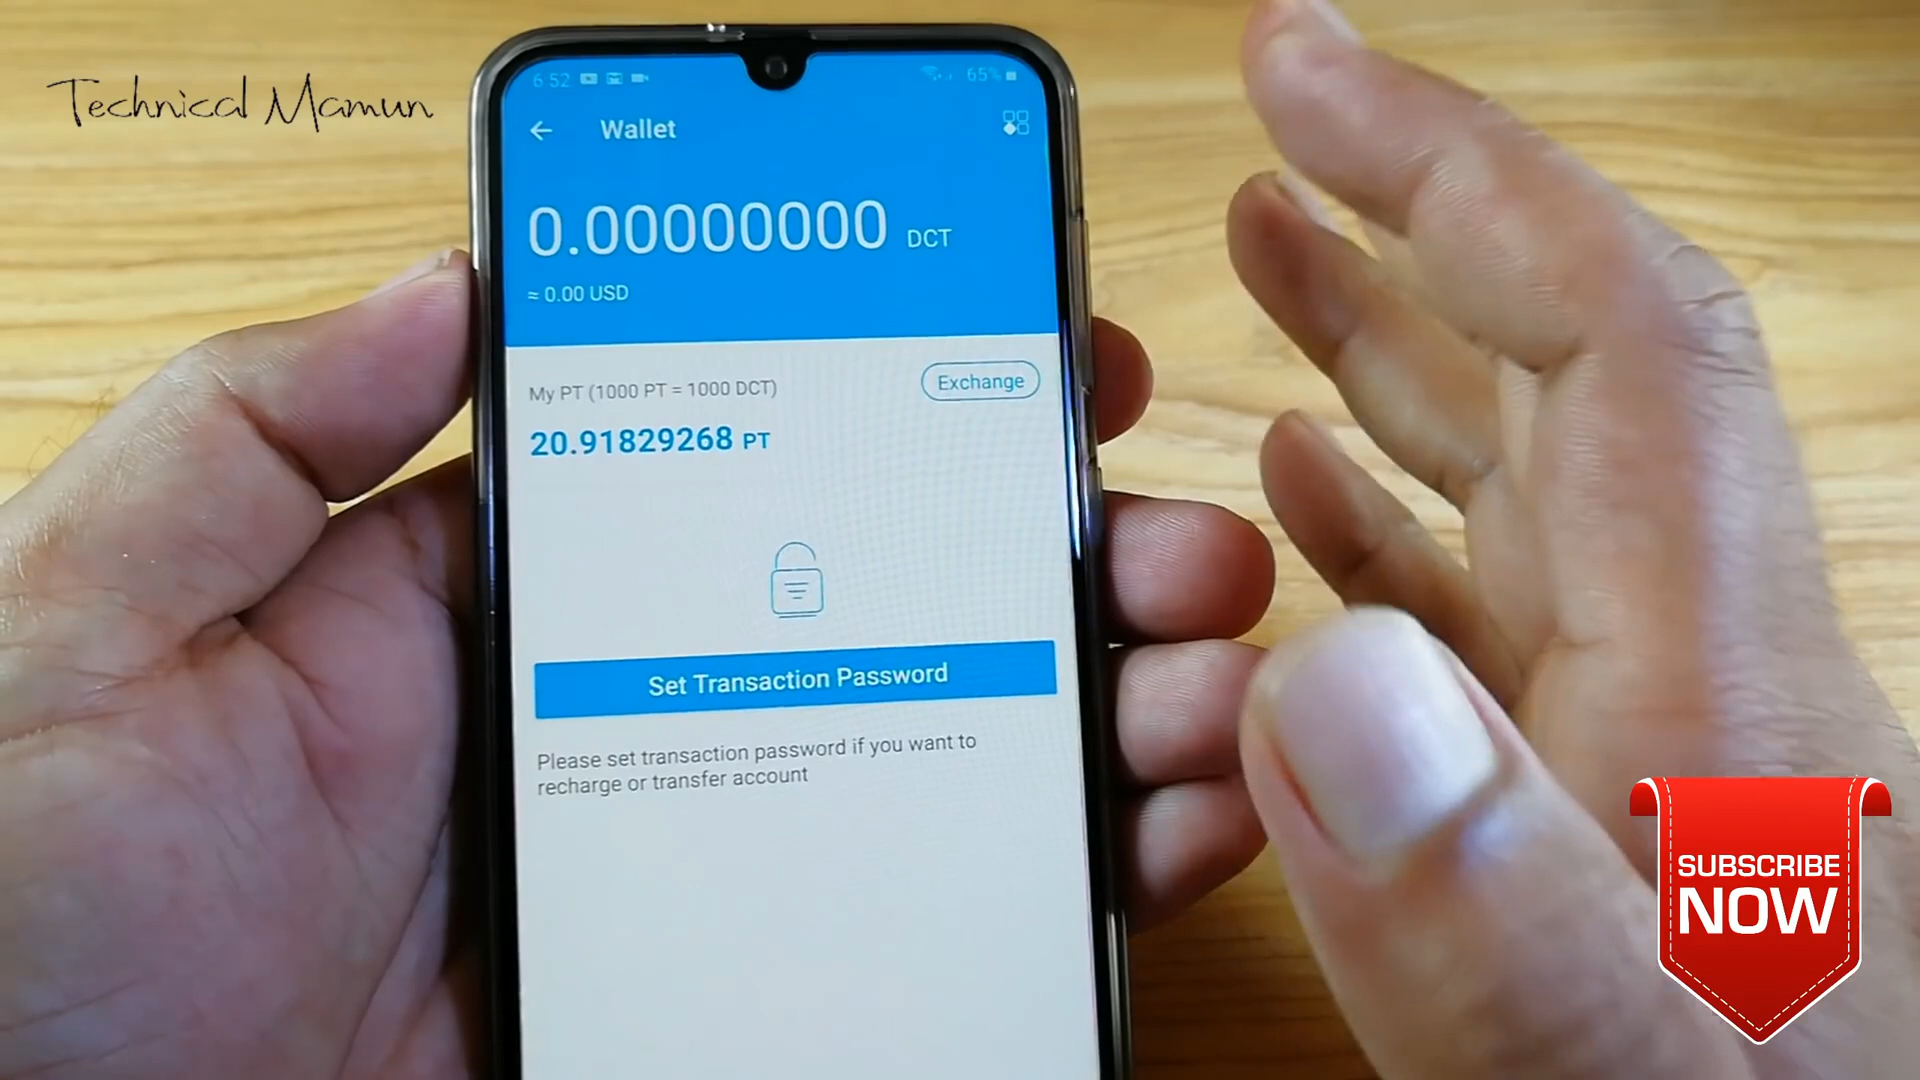 Technical Mamun
6:52
65%
Wallet
0.00000000 DCT
≈ 0.00 USD
My PT (1000 PT = 1000 DCT)
Exchange
20.91829268 PT
Set Transaction Password
Please set transaction password if you want to
recharge or transfer account
SUBSCRIBE
NOW